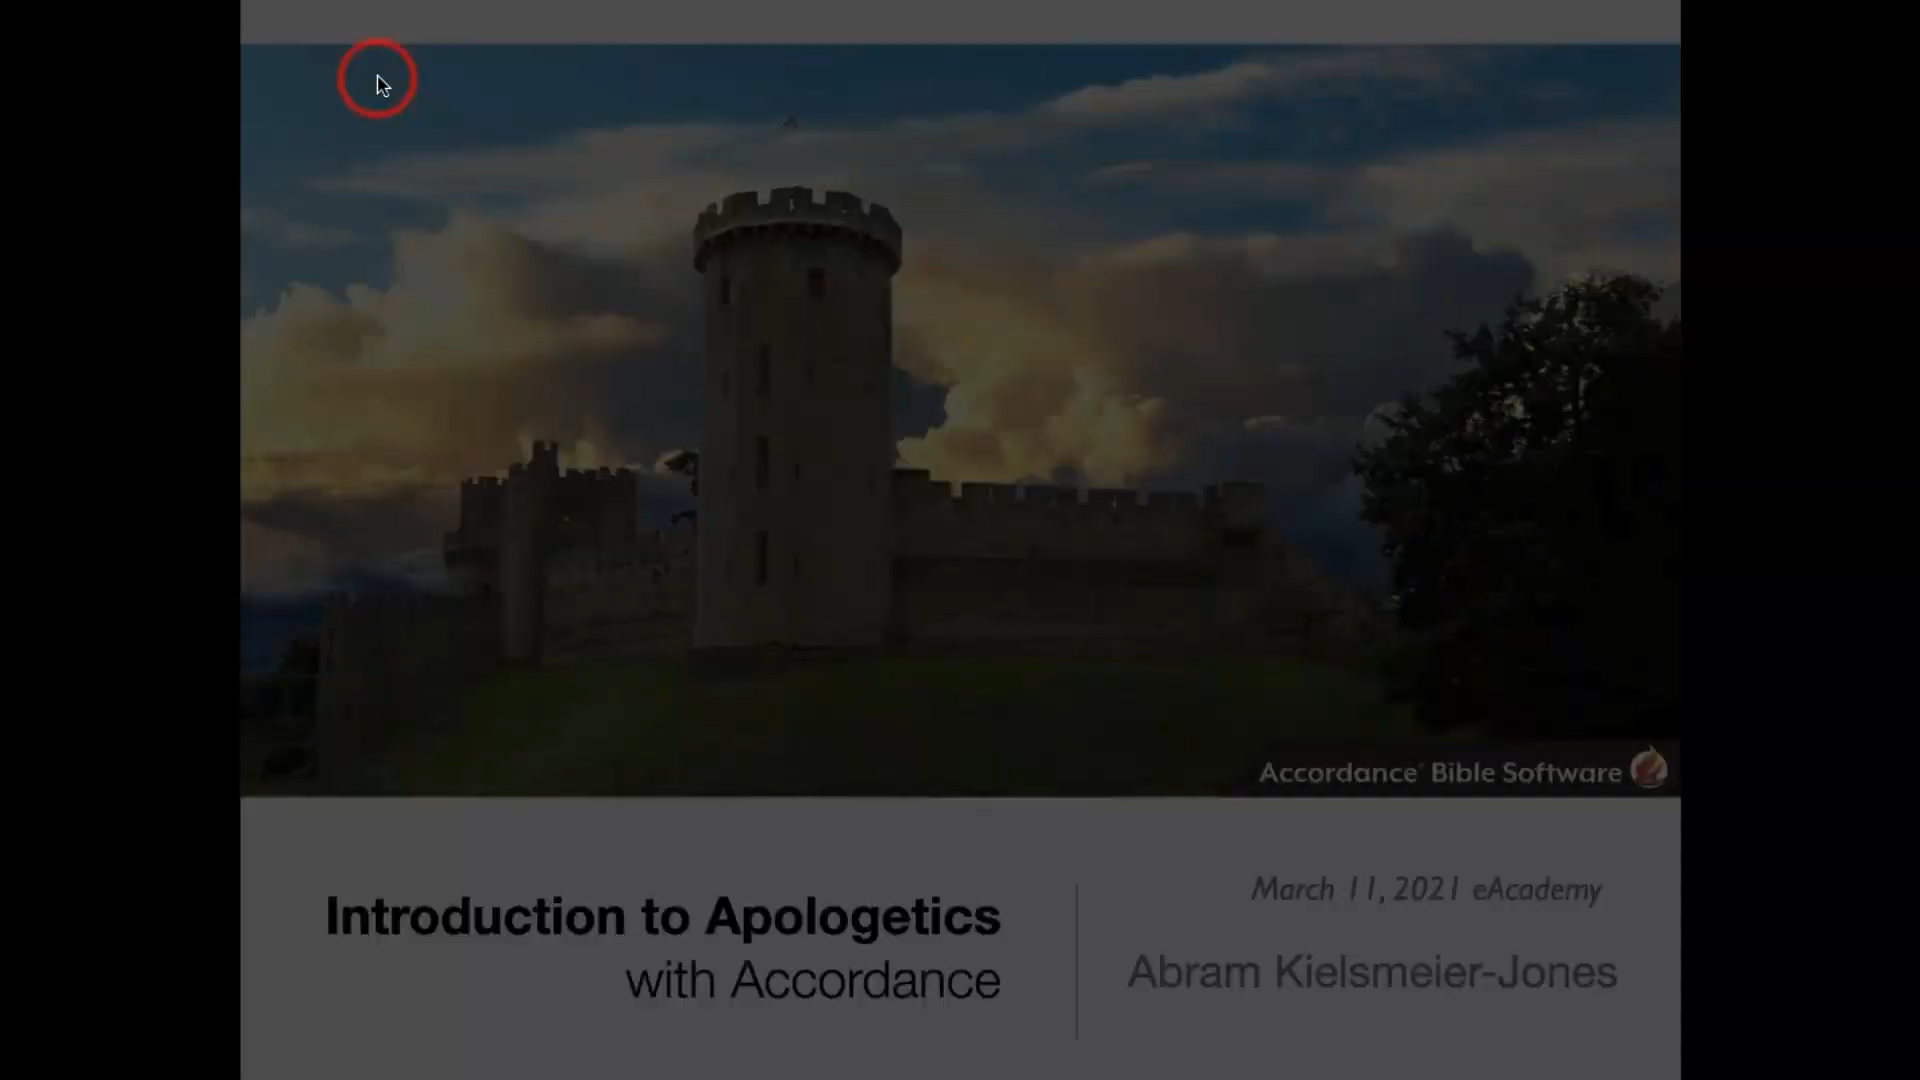 Accordance® Bible Software
Introduction to Apologetics
with Accordance
March 11, 2021 eAcademy
Abram Kielsmeier-Jones